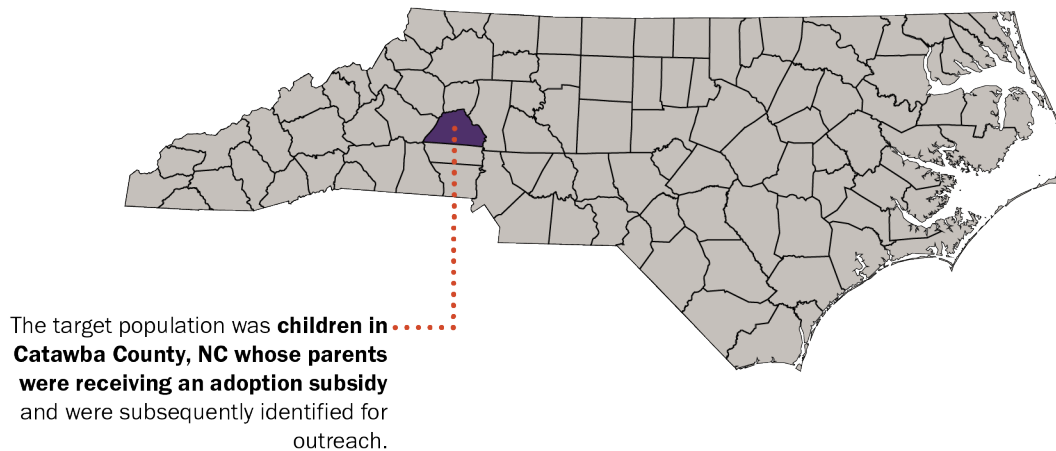 The target population was children in
Catawba County, NC whose parents
were receiving an adoption subsidy
and were subsequently identified for
outreach.